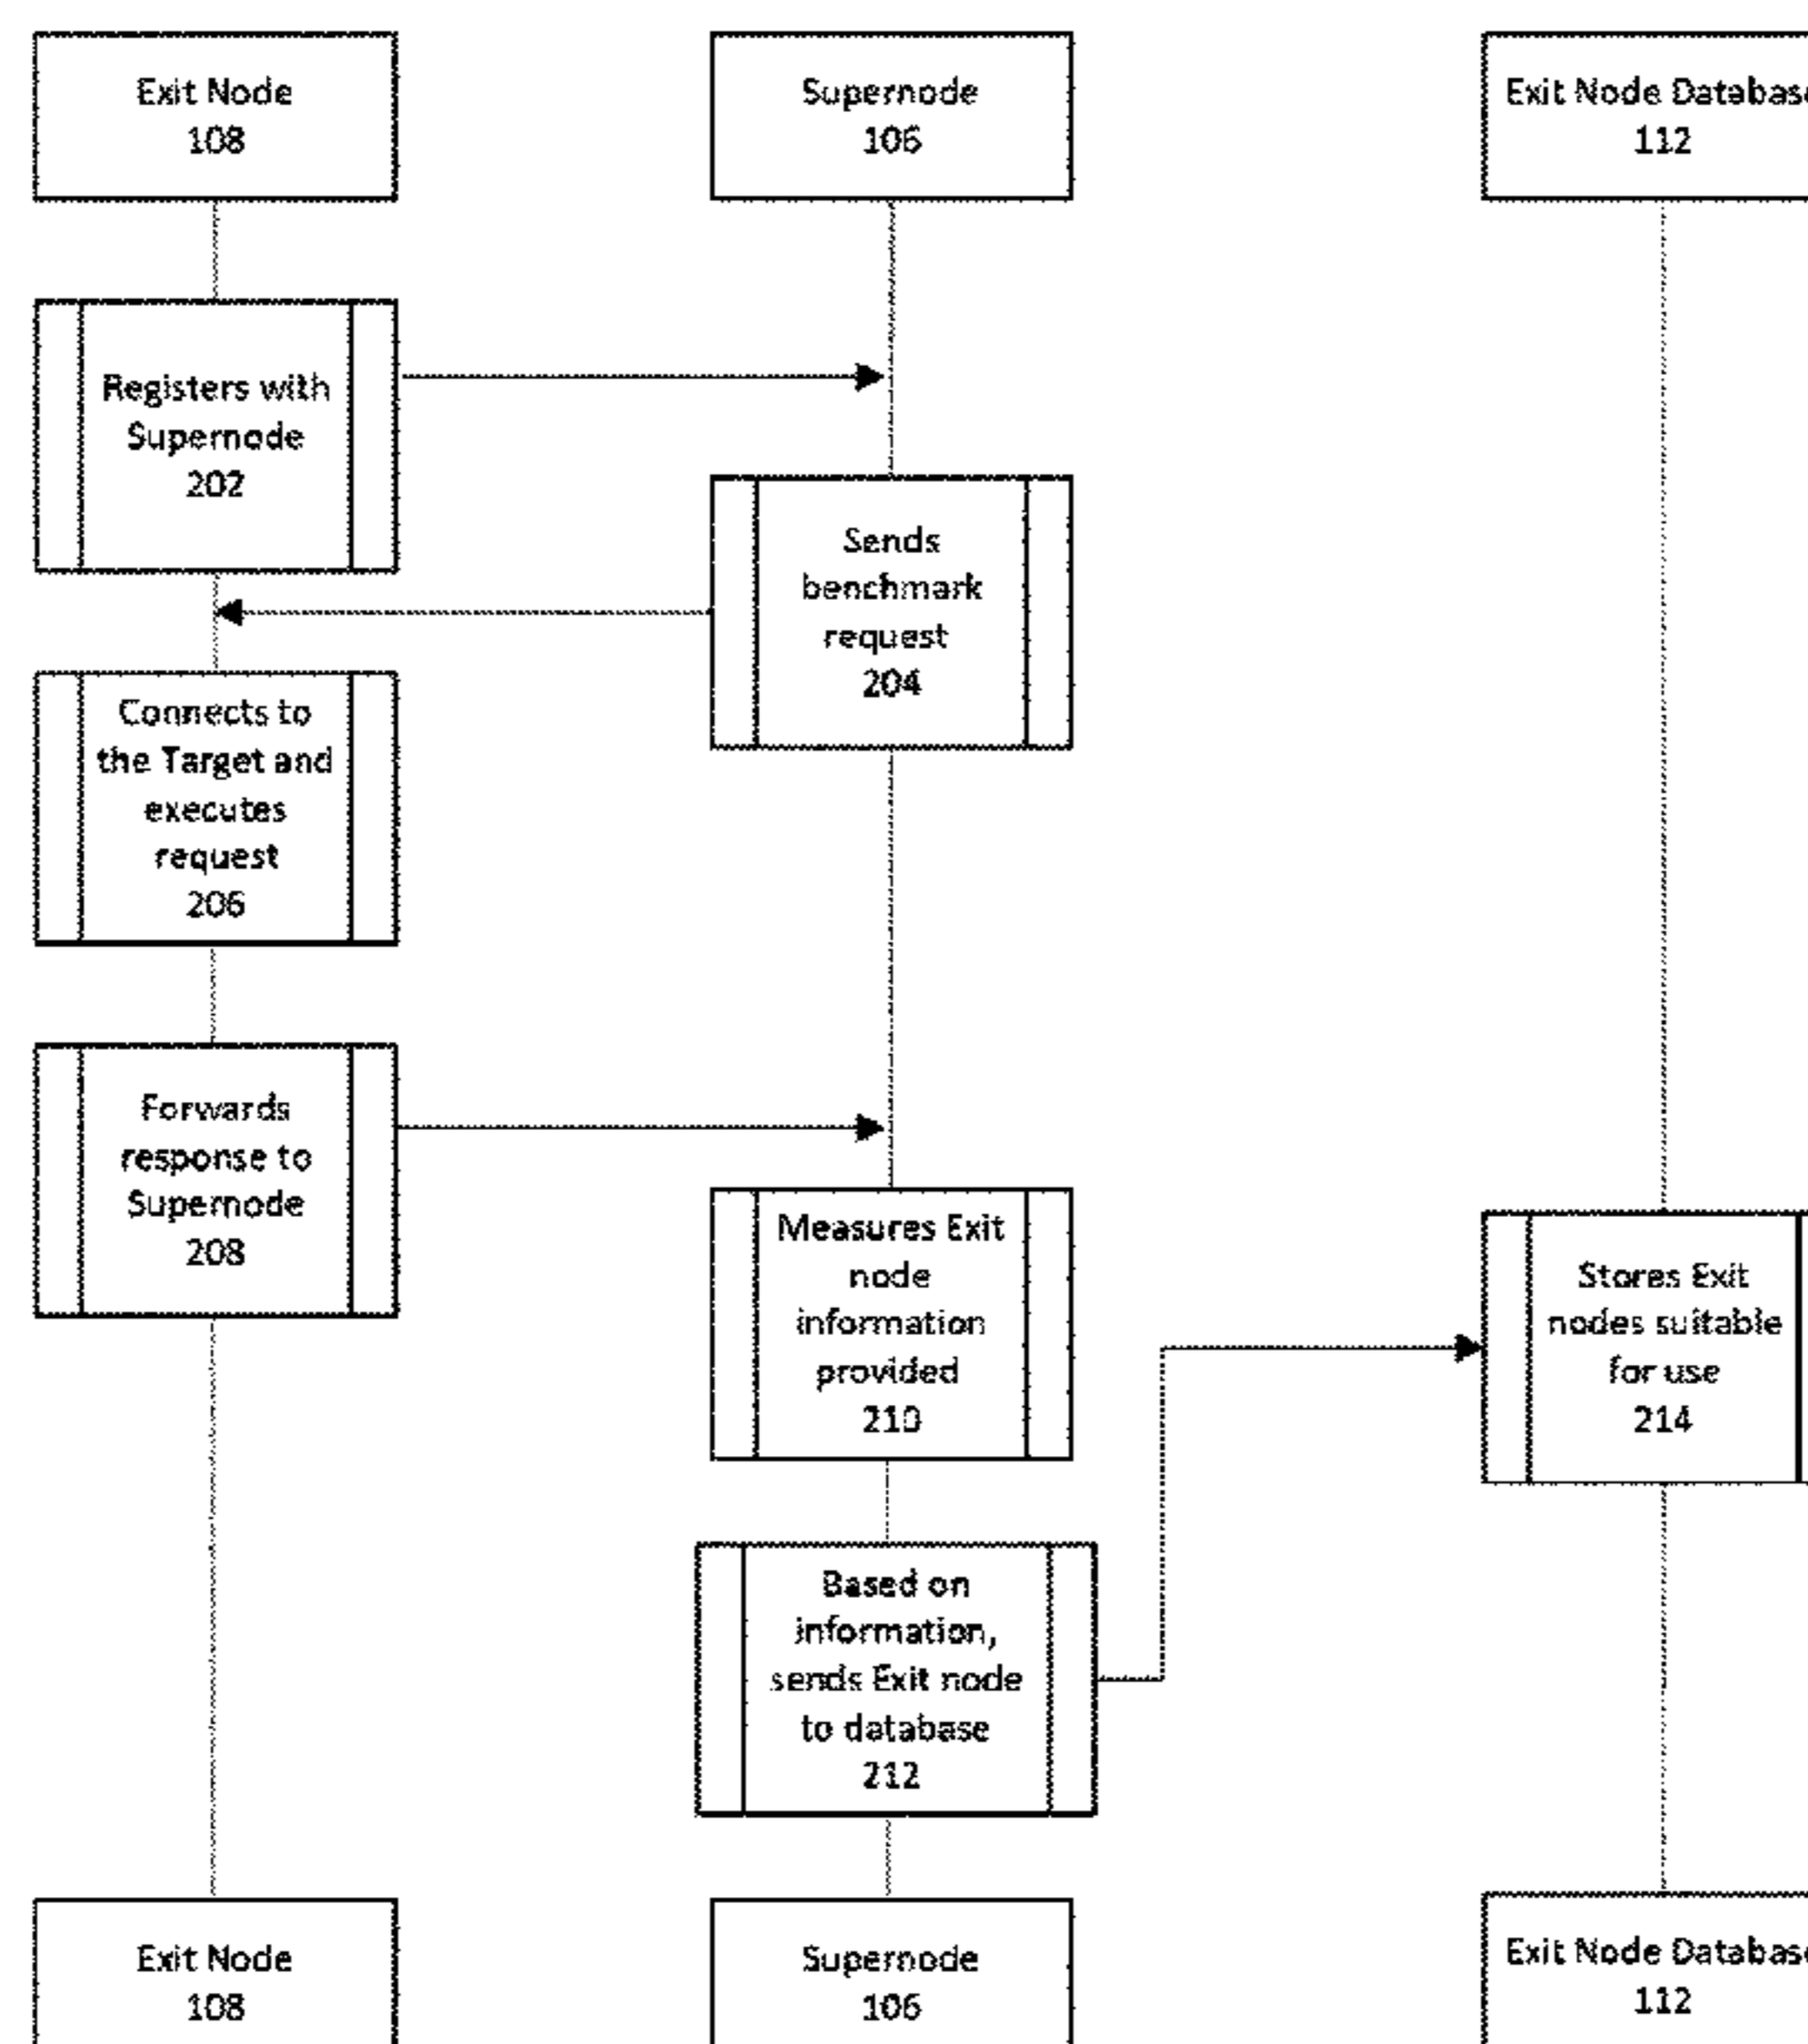 Exit Node
108
Supernode
106
Exit Node Database
112
Registers with
Supernode
202
Sends
benchmark
request
204
Connects to
the Target and
executes
request
206
Forwards
response to
Supernode
208
Measures Exit
node
information
provided
210
Stores Exit
nodes suitable
for use
214
Based on
information,
sends Exit node
to database
212
Exit Node
108
Supernode
106
Exit Node Database
112